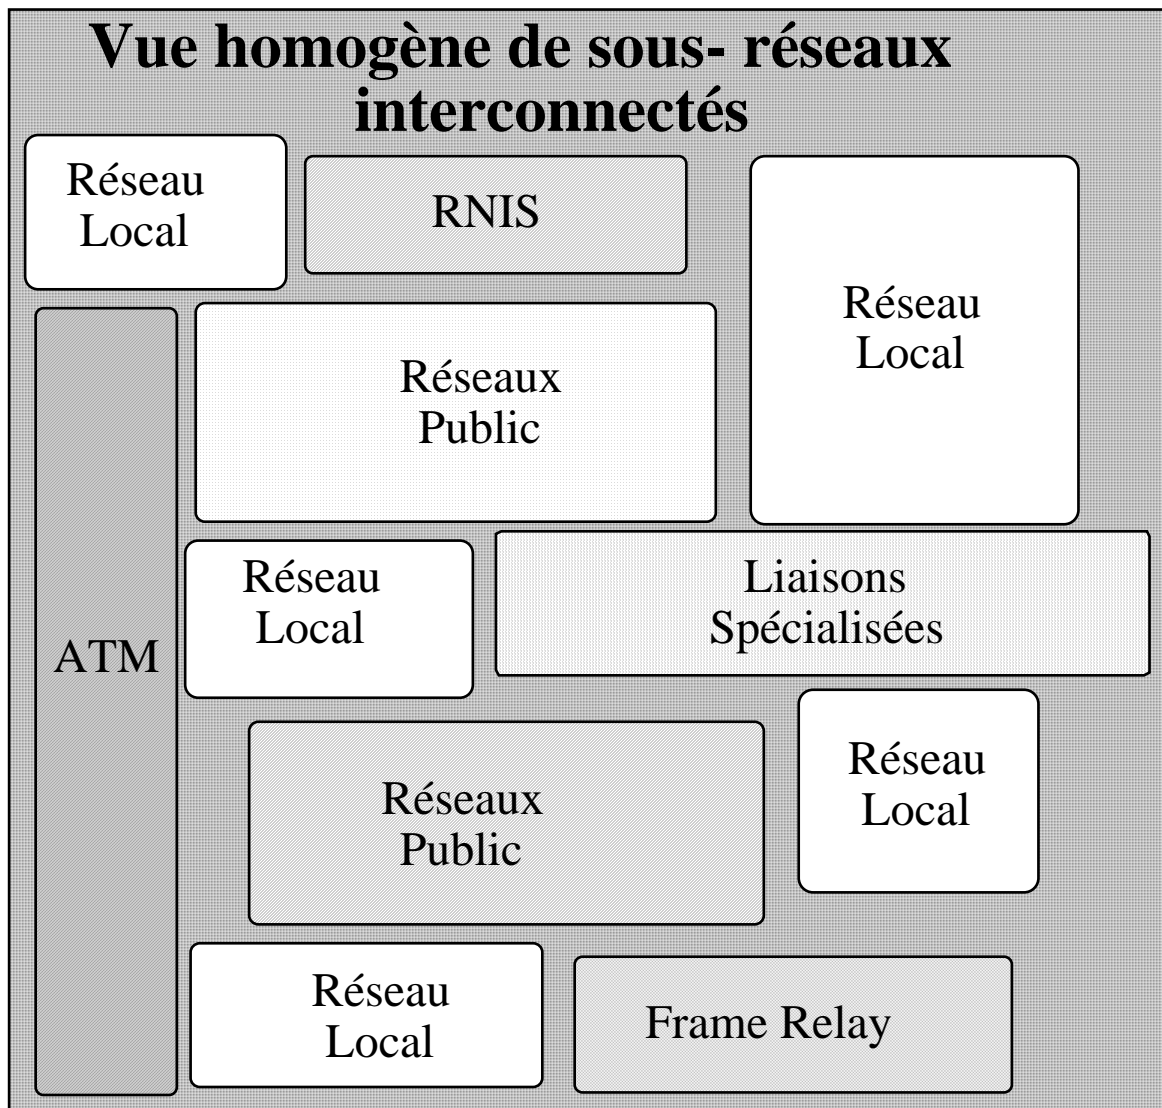 Vue homogène de sous- réseaux
interconnectés
Réseau
Local
RNIS
Réseau
Local
Réseaux
Public
Réseau
Local
Liaisons
Spécialisées
ATM
Réseaux
Public
Réseau
Local
Réseau
Local
Frame Relay